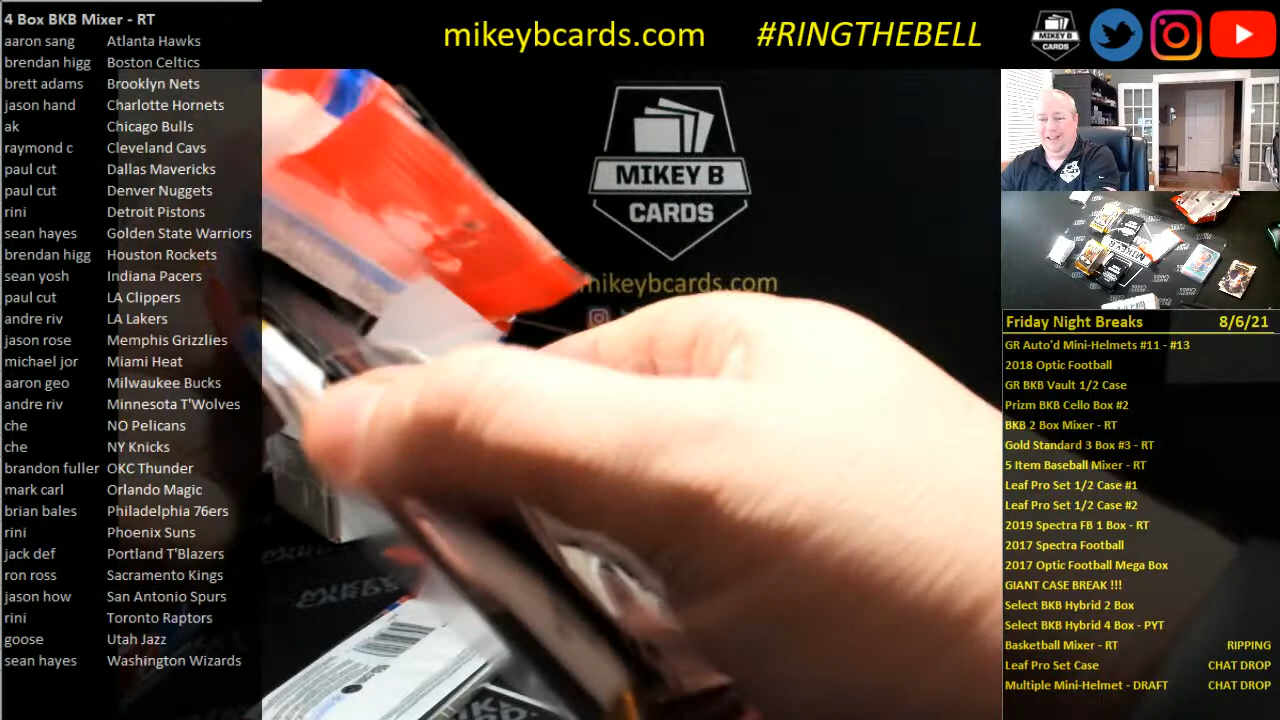 4 Box BKB Mixer - RT
aaron sang Atlanta Hawks
brendan higg Boston Celtics
brett adams Brooklyn Nets
jason hand Charlotte Hornets
ak Chicago Bulls
raymond c Cleveland Cavs
paul cut Dallas Mavericks
paul cut Denver Nuggets
rini Detroit Pistons
sean hayes Golden State Warriors
brendan higg Houston Rockets
sean yosh Indiana Pacers
paul cut LA Clippers
andre riv LA Lakers
jason rose Memphis Grizzlies
michael jor Miami Heat
aaron geo Milwaukee Bucks
andre riv Minnesota T'Wolves
che NO Pelicans
che NY Knicks
brandon fuller OKC Thunder
mark carl Orlando Magic
brian bales Philadelphia 76ers
rini Phoenix Suns
jack def Portland T'Blazers
ron ross Sacramento Kings
jason how San Antonio Spurs
rini Toronto Raptors
goose Utah Jazz
sean hayes Washington Wizards
mikeybcards.com #RINGTHEBELL
MIKEY B
CARDS
MIKEY B
CARDS
mikeybcards.com
Friday Night Breaks 8/6/21
GR Auto'd Mini-Helmets #11 - #13
2018 Optic Football
GR BKB Vault 1/2 Case
Prizm BKB Cello Box #2
BKB 2 Box Mixer - RT
Gold Standard 3 Box #3 - RT
5 Item Baseball Mixer - RT
Leaf Pro Set 1/2 Case #1
Leaf Pro Set 1/2 Case #2
2019 Spectra FB 1 Box - RT
2017 Spectra Football
2017 Optic Football Mega Box
GIANT CASE BREAK !!!
Select BKB Hybrid 2 Box
Select BKB Hybrid 4 Box - PYT
Basketball Mixer - RT RIPPING
Leaf Pro Set Case CHAT DROP
Multiple Mini-Helmet - DRAFT CHAT DROP